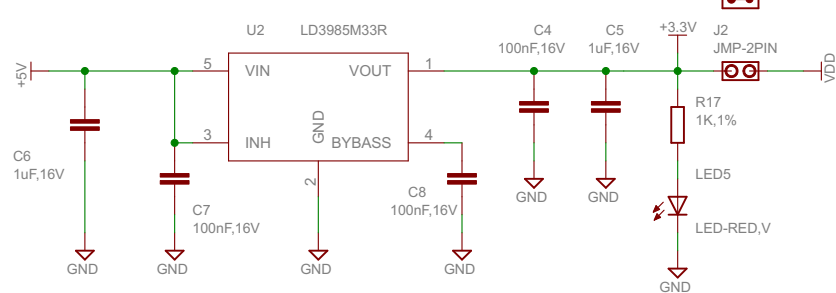 U2
LD3985M33R
C4
100nF,16V
C5
1uF,16V
+3.3V
J2
JMP-2PIN
+5V
5
VIN
VOUT
1
VDD
R17
1K,1%
3
INH
GND
BYBASS
4
C6
1uF,16V
2
C7
100nF,16V
C8
100nF,16V
LED5
GND
GND
LED-RED,V
GND
GND
GND
GND
GND